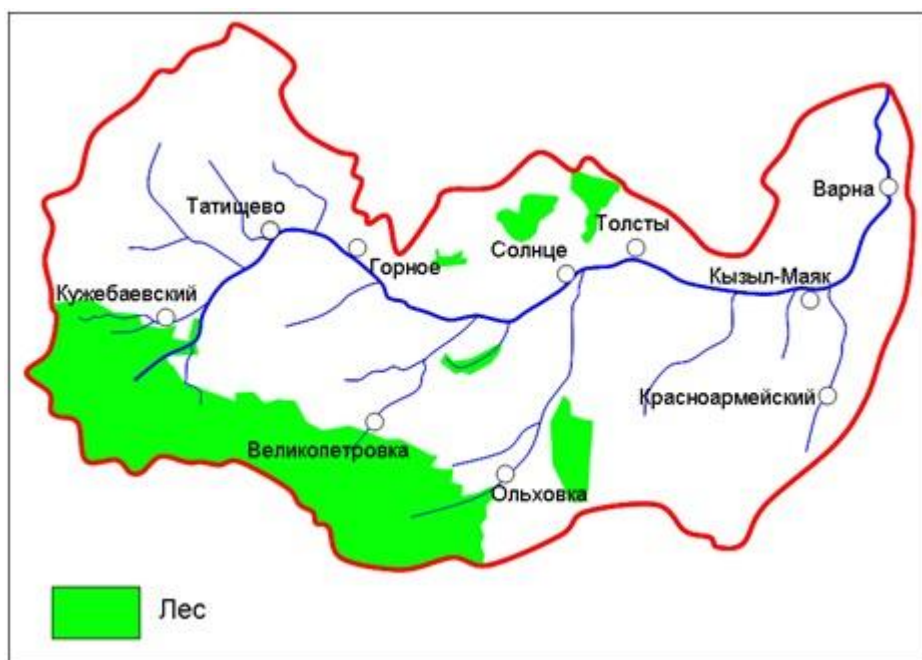 Варна
Татищево
Толсты
Солнце
Горное
Кызыл-Маяк
Кужебаевский
Красноармейский
Великопетровка
Ольховка
Лес